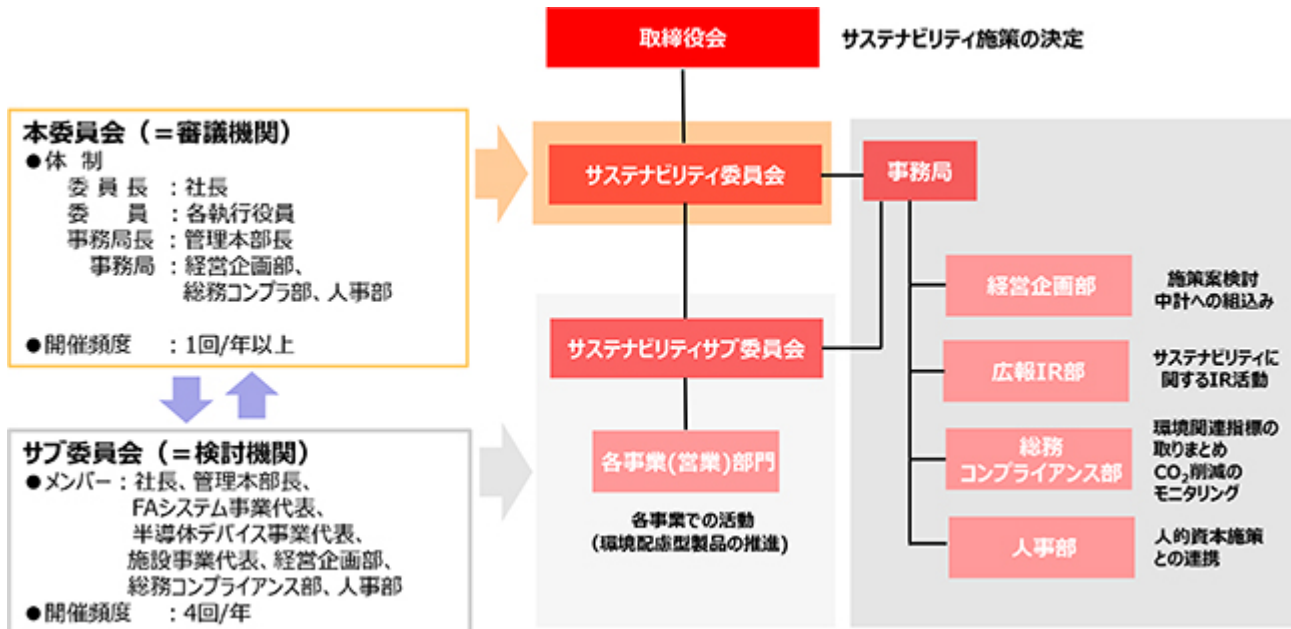 取締役会
サステナビリティ施策の決定
本委員会（＝審議機関）
●体 制
委 員 長 ：社長
委 員 ：各執行役員
事務局長 ：管理本部長
事務局 ：経営企画部、
総務コンプラ部、人事部
●開催頻度 ：1回/年以上
サステナビリティ委員会
事務局
サブ委員会（＝検討機関）
●メンバー：社長、管理本部長、
FAシステム事業代表、
半導体デバイス事業代表、
施設事業代表、経営企画部、
総務コンプライアンス部、人事部
●開催頻度 ：4回/年
サステナビリティサブ委員会
各事業(営業)部門
各事業での活動
(環境配慮型製品の推進)
経営企画部
施策案検討
中計への組込み
広報IR部
サステナビリティに
関するIR活動
総務
コンプライアンス部
環境関連指標の
取りまとめ
CO₂削減の
モニタリング
人事部
人的資本施策
との連携